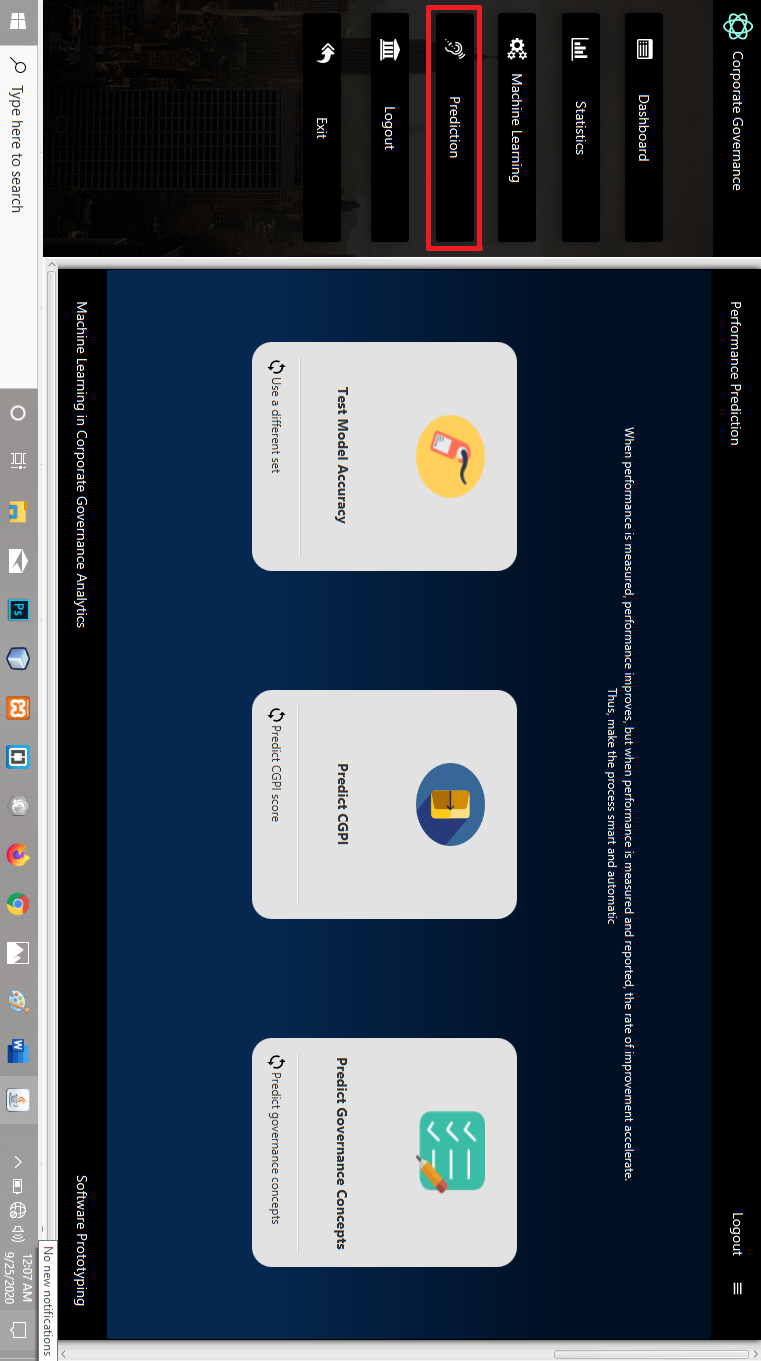 Corporate Governance
Dashboard
Statistics
Machine Learning
Prediction
Logout
Exit
Performance Prediction
Logout
When performance is measured, performance improves, but when performance is measured and reported, the rate of improvement accelerate.
Thus, make the process smart and automatic
Test Model Accuracy
Use a different set
Predict CGPI
Predict CGPI score
Predict Governance Concepts
Predict governance concepts
Machine Learning in Corporate Governance Analytics
Software Prototyping
No new notifications
Type here to search
Ps
W
12:07 AM
9/25/2020